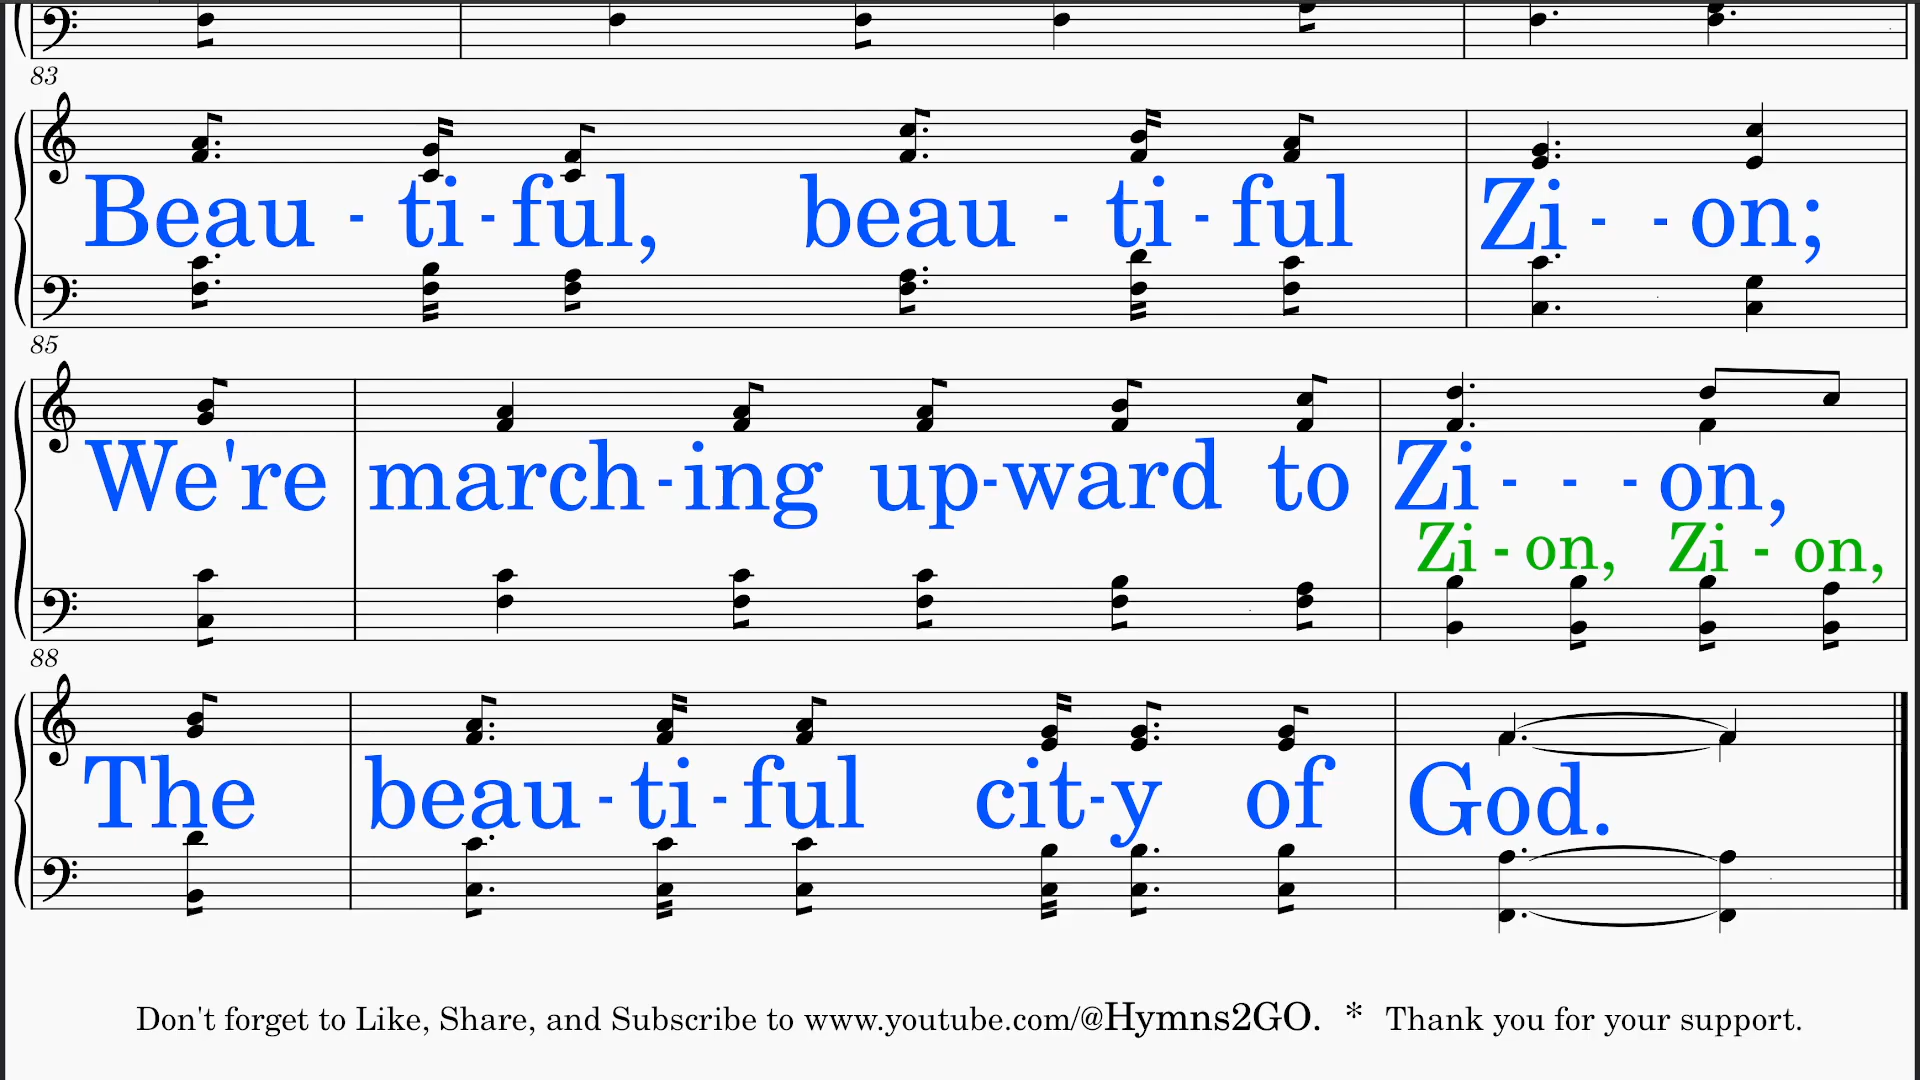 83
Beau - ti - ful, beau - ti - ful Zi - - on;
85
We're march - ing up - ward to Zi - - - on,
Zi - on, Zi - on,
88
The beau - ti - ful cit - y of God.
Don't forget to Like, Share, and Subscribe to www.youtube.com/@Hymns2GO. * Thank you for your support.